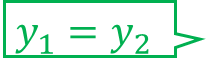 y₁ = y₂